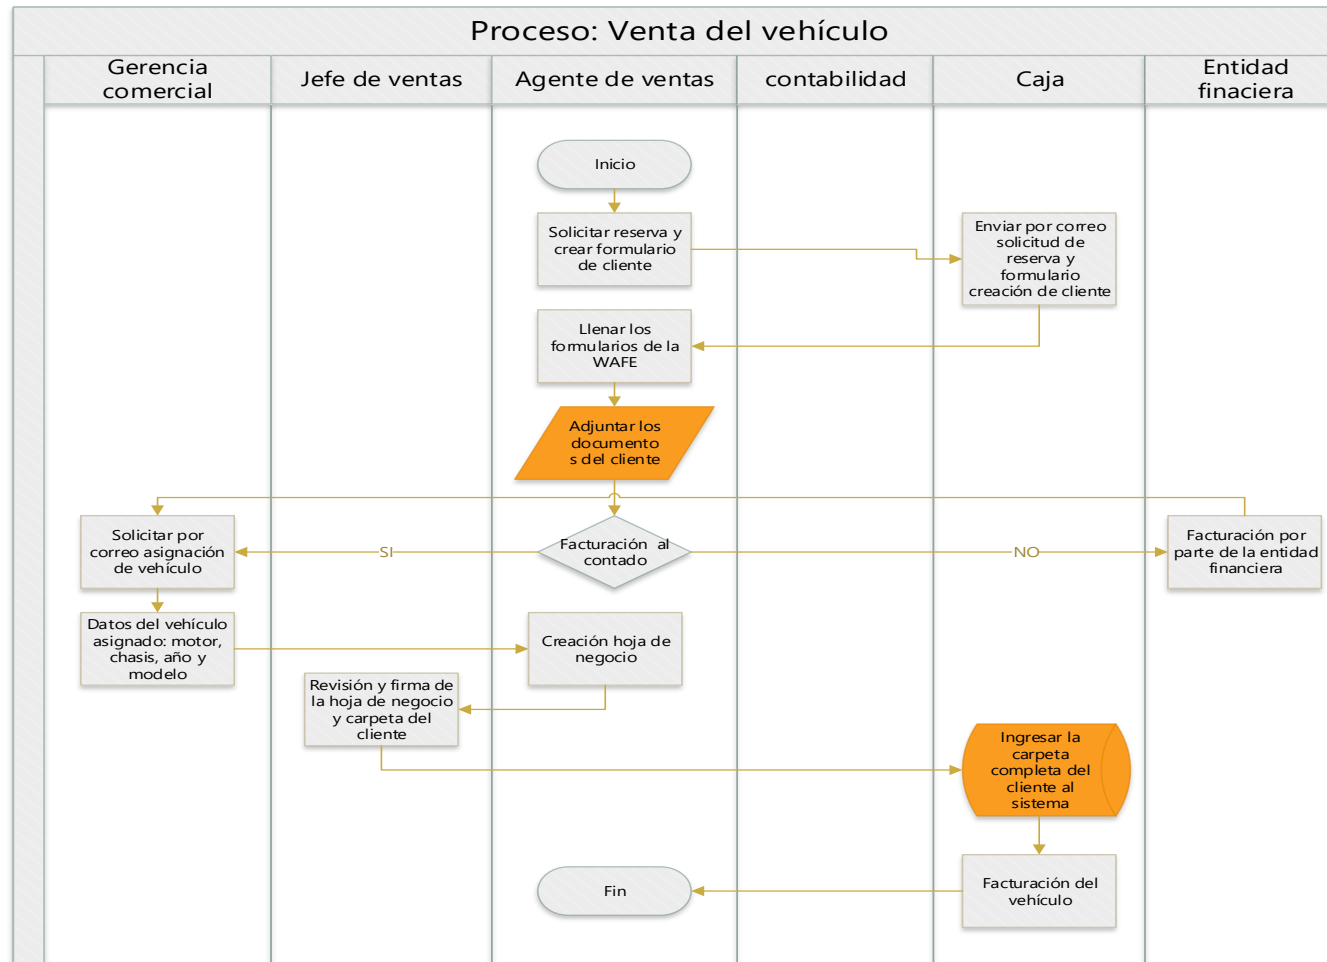 Proceso: Venta del vehículo
Gerencia
comercial
Jefe de ventas
Agente de ventas
contabilidad
Caja
Entidad
finaciera
Inicio
Solicitar reserva y
crear formulario
de cliente
Enviar por correo
solicitud de
reserva y
formulario
creación de cliente
Llenar los
formularios de la
WAFE
Adjuntar los
documento
s del cliente
Solicitar por
correo asignación
de vehículo
SI
Facturación al
contado
NO
Facturación por
parte de la entidad
financiera
Datos del vehículo
asignado: motor,
chasis, año y
modelo
Creación hoja de
negocio
Revisión y firma de
la hoja de negocio
y carpeta del
cliente
Ingresar la
carpeta
completa del
cliente al
sistema
Facturación del
vehículo
Fin